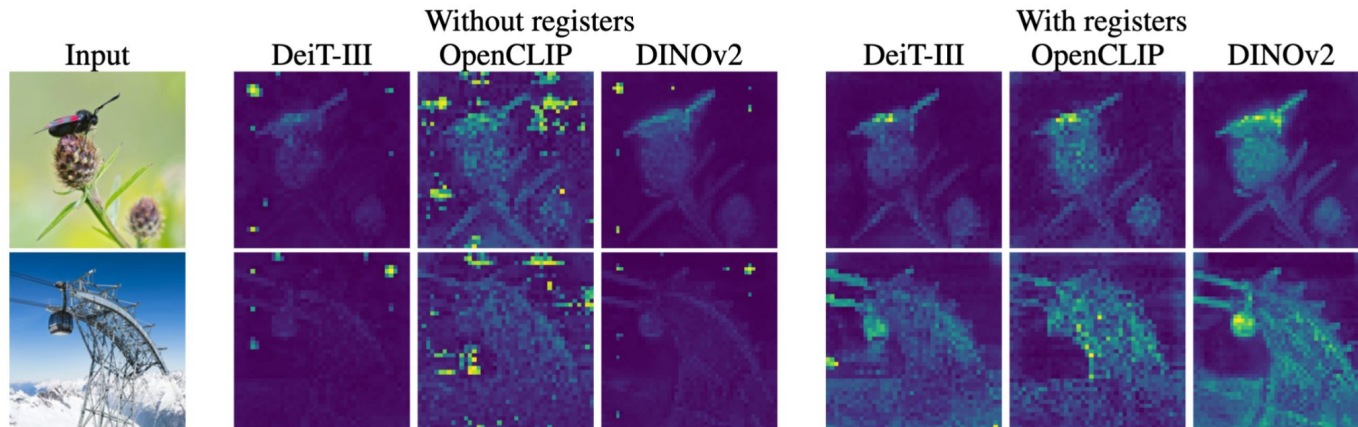 Without registers
With registers
Input
DeiT-III
OpenCLIP
DINOv2
DeiT-III
OpenCLIP
DINOv2